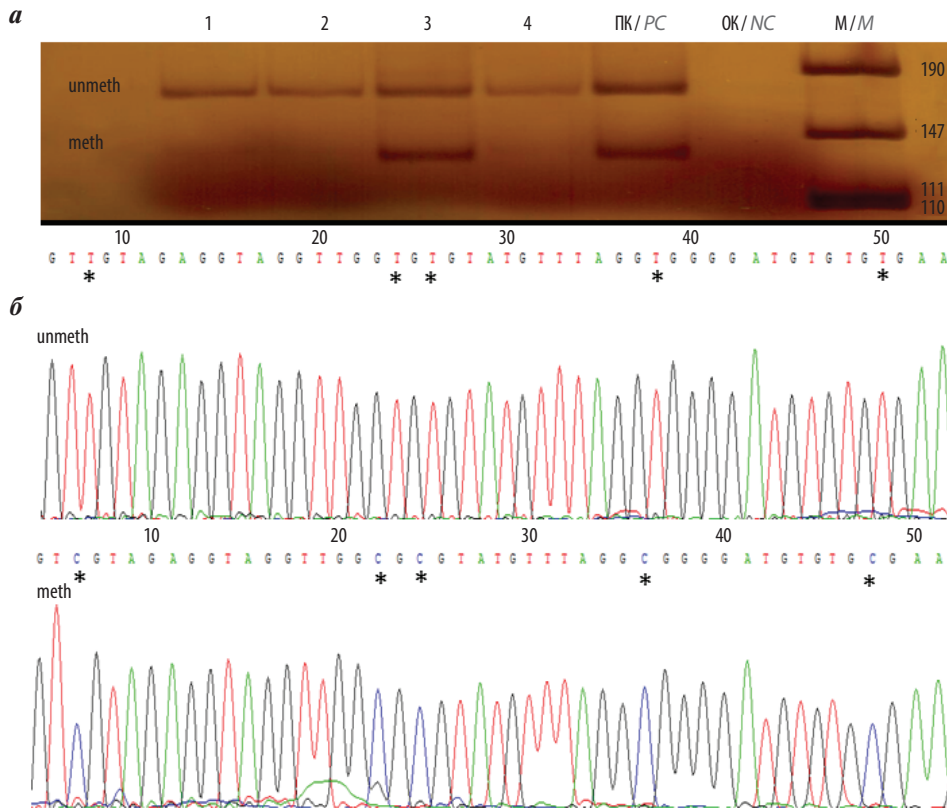 а
1 2 3 4 ПК / PC ОК / NC М / M
unmeth
190
meth
147
111
110
10 20 30 40 50
G T T G T A G A G G T A G G T T G G T G T G T A T G T T T A G G T G G G G A T G T G T G T G A A
* * * * *
б
unmeth
10 20 30 40 50
G T C G T A G A G G T A G G T T G G C G C G T A T G T T T A G G C G G G G A T G T G T G C G A A
* * * * *
meth